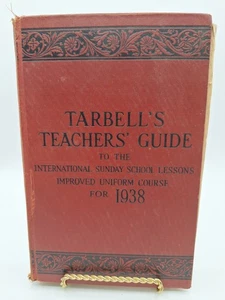 TARBELL'S
TEACHERS' GUIDE
TO THE
INTERNATIONAL SUNDAY SCHOOL LESSONS
IMPROVED UNIFORM COURSE
FOR 1938